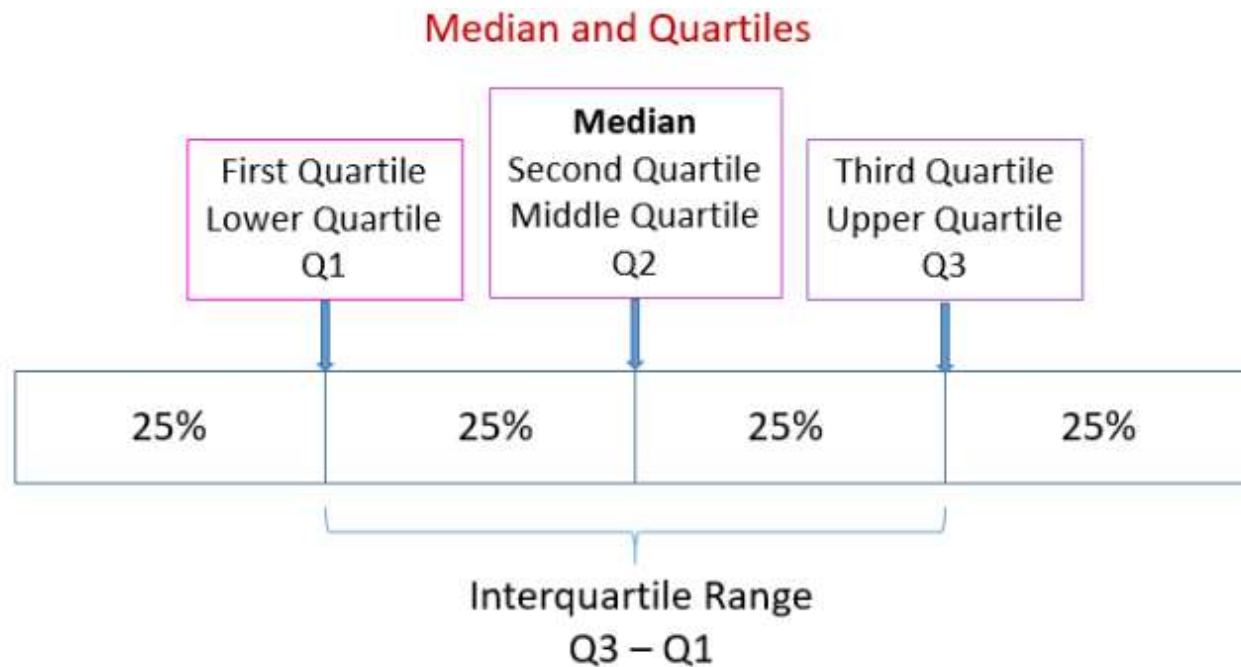 Median and Quartiles
First Quartile
Lower Quartile
Q1
Median
Second Quartile
Middle Quartile
Q2
Third Quartile
Upper Quartile
Q3
25%
25%
25%
25%
Interquartile Range
Q3 – Q1